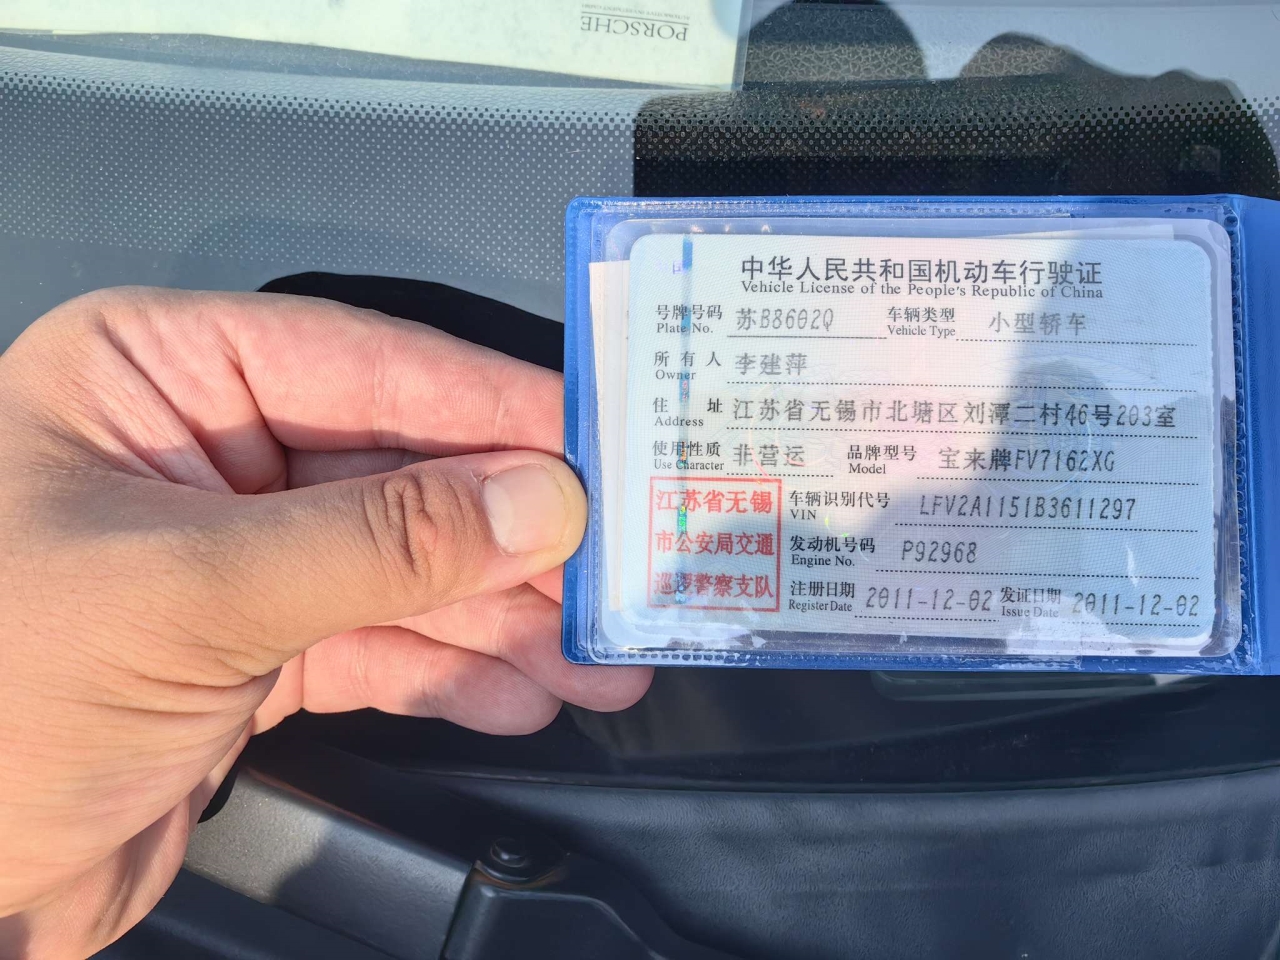 PORSCHE
中华人民共和国机动车行驶证
Vehicle License of the People's Republic of China
号牌号码 苏B8602Q 车辆类型 小型轿车
Plate No. Vehicle Type
所有人 李建萍
Owner
住址 江苏省无锡市北塘区刘潭二村46号203室
Address
使用性质 非营运 品牌型号 宝来牌FV7162XG
Use Character Model
江苏省无锡
市公安局交通
巡逻警察支队
车辆识别代号 LFV2A1151B3611297
VIN
发动机号码 P92968
Engine No.
注册日期 2011-12-02 发证日期 2011-12-02
Register Date Issue Date